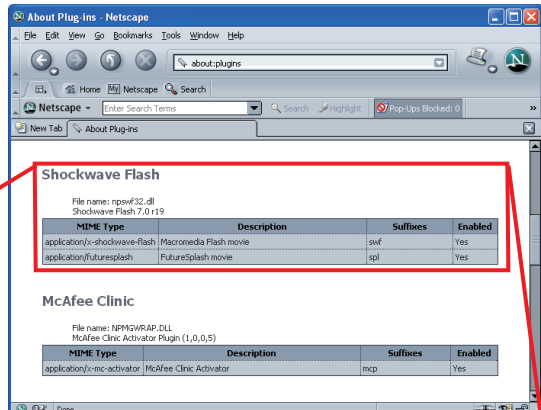 About Plug-ins - Netscape
File Edit View Go Bookmarks Tools Window Help
about:plugins
Home My Netscape Search
Netscape Enter Search Terms Search Highlight Pop-Ups Blocked: 0 »
New Tab About Plug-ins
Shockwave Flash
File name: npswf32.dll
Shockwave Flash 7.0 r19
MIME Type Description Suffixes Enabled
application/x-shockwave-flash Macromedia Flash movie swf Yes
application/futuresplash FutureSplash movie spl Yes
McAfee Clinic
File name: NPMGWRAP.DLL
McAfee Clinic Activator Plugin (1,0,0,5)
MIME Type Description Suffixes Enabled
application/x-mc-activator McAfee Clinic Activator mcp Yes
Done